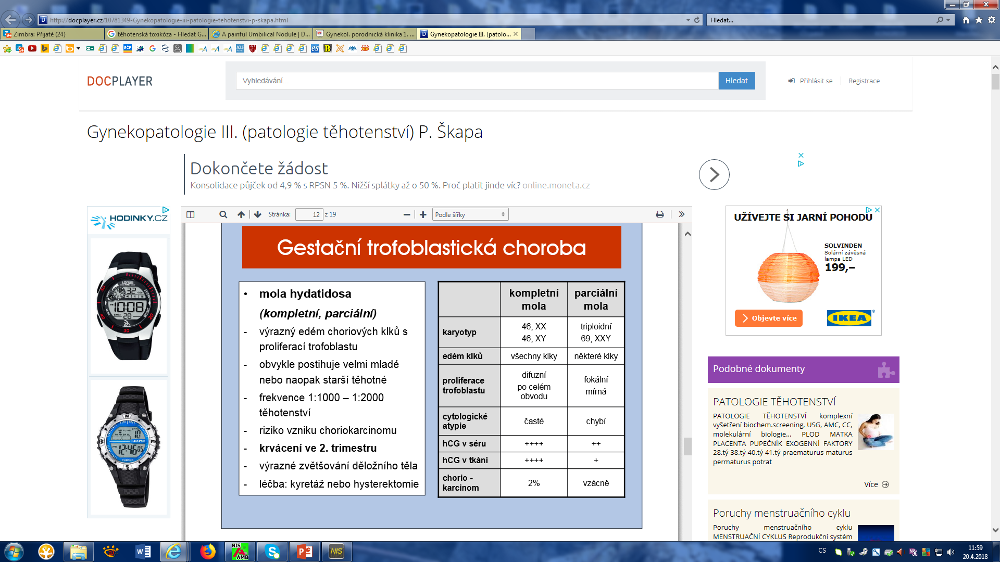 http://docplayer.cz/10781349-Gynekopatologie-iii-patologie-tehotenstvi-p-skapa.html
Hledat...
Zimbra: Přijaté (24)
těhotenská toxikóza - Hledat G...
A painful Umbilical Nodule | D...
Gynekol. porodnická klinika 1. ...
Gynekopatologie III. (patolo...
DOCPLAYER
Vyhledávání...
Hledat
Přihlásit se
Registrace
Gynekopatologie III. (patologie těhotenství) P. Škapa
Dokončete žádost
Konsolidace půjček od 4,9 % s RPSN 5 %. Nižší splátky až o 50 %. Proč platit jinde víc? online.moneta.cz
HODINKY.CZ
Stránka:
12
z 19
Podle šířky
Gestační trofoblastická choroba
• mola hydatidosa
(kompletní, parciální)
- výrazný edém choriových klků s
proliferací trofoblastu
- obvykle postihuje velmi mladé
nebo naopak starší těhotné
- frekvence 1:1000 – 1:2000
těhotenství
- riziko vzniku choriokarcinomu
- krvácení ve 2. trimestru
- výrazné zvětšování děložního těla
- léčba: kyretáž nebo hysterektomie
kompletní mola
parciální mola
karyotyp
46, XX
46, XY
triploidní
69, XXY
edém klků
všechny klky
některé klky
proliferace
trofoblastu
difuzní
po celém
obvodu
fokální
mírná
cytologické
atypie
časté
chybí
hCG v séru
++++
++
hCG v tkáni
++++
+
chorio -
karcinom
2%
vzácně
UŽÍVEJTE SI JARNÍ POHODU
SOLVINDEN
Solární závěsná
lampa LED
199,–
Objevte více
IKEA
Podobné dokumenty
PATOLOGIE TĚHOTENSTVÍ
PATOLOGIE TĚHOTENSTVÍ komplexní
vyšetření biochem.screening, USG, AMC, CC,
molekulární biologie... PLOD MATKA
PLACENTA PUPEČNÍK EXOGENNÍ FAKTORY
28.tý 38.tý 40.tý 41.tý praematurus maturus
permaturus potrat
Více
Poruchy menstruačního cyklu
Poruchy menstruačního cyklu
MENSTRUAČNÍ CYKLUS Reprodukční systém
LORUS
10:08
CALYPSO
12:46
CHRONO
NIS
AMB
NIS
CS
11:59
20.4.2018